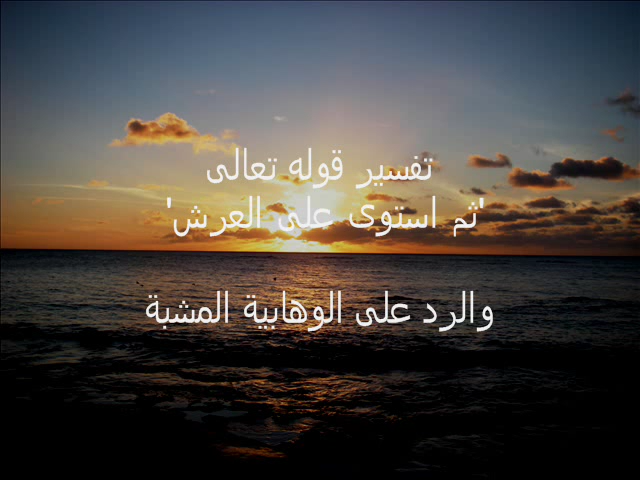 تفسير قوله تعالى
'ثم استوى على العرش'
والرد على الوهابية المشبة